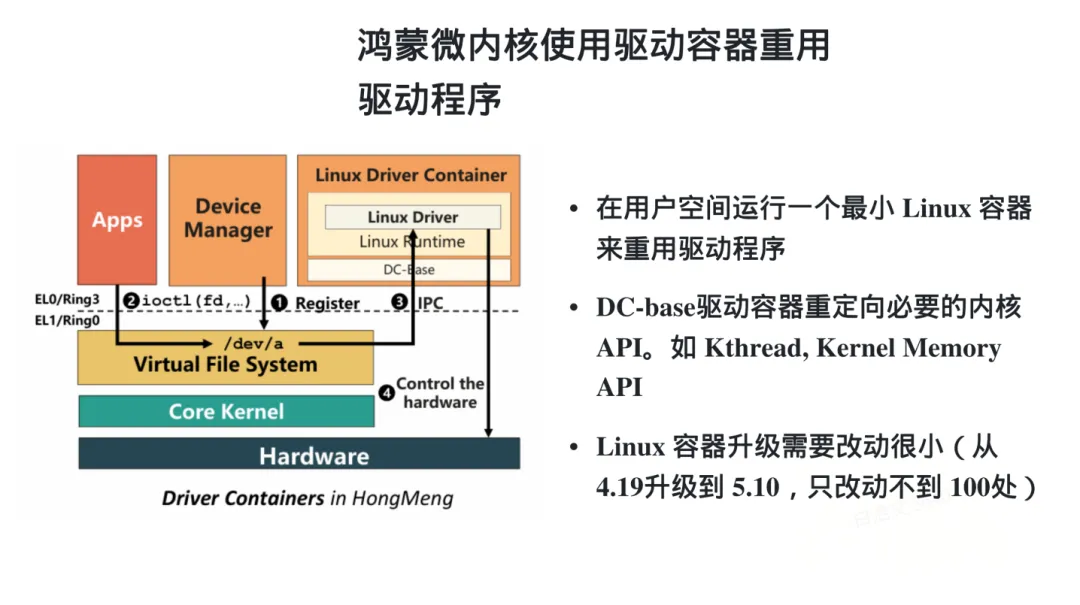 鸿蒙微内核使用驱动容器重用
驱动程序
Apps
Device
Manager
Linux Driver Container
Linux Driver
Linux Runtime
DC-Base
EL0/Ring3
EL1/Ring0
❷ ioctl(fd,…)
❶ Register
❸ IPC
/dev/a
Virtual File System
❹ Control the
hardware
Core Kernel
Hardware
Driver Containers in HongMeng
• 在用户空间运行一个最小 Linux 容器
来重用驱动程序
• DC-base驱动容器重定向必要的内核
API。如 Kthread, Kernel Memory
API
• Linux 容器升级需要改动很小（从
4.19升级到 5.10，只改动不到 100处）